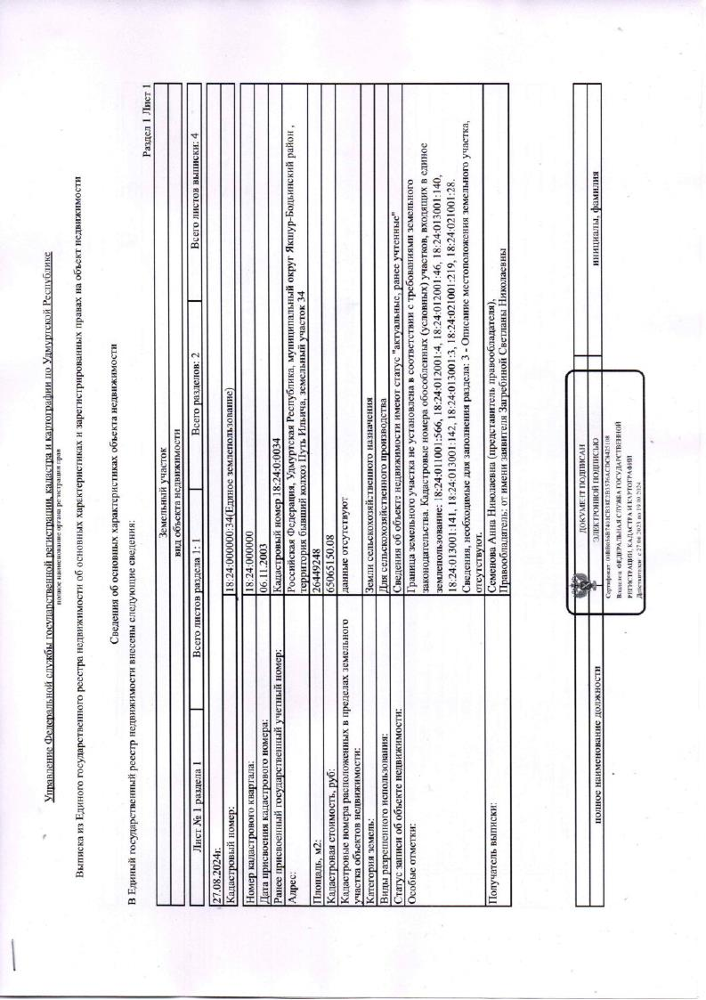 Управление Федеральной службы государственной регистрации, кадастра и картографии по Удмуртской Республике
полное наименование органа регистрации прав
Выписка из Единого государственного реестра недвижимости об основных характеристиках и зарегистрированных правах на объект недвижимости
Сведения об основных характеристиках объекта недвижимости
В Единый государственный реестр недвижимости внесены следующие сведения:
Раздел 1 Лист 1
Земельный участок
вид объекта недвижимости
Лист № 1 раздела 1 Всего листов раздела 1: 1 Всего разделов: 2 Всего листов выписки: 4
27.08.2024г.
Кадастровый номер: 18:24:000000:34(Единое землепользование)
Номер кадастрового квартала: 18:24:000000
Дата присвоения кадастрового номера: 06.11.2003
Ранее присвоенный государственный учетный номер: Кадастровый номер 18:24:0:0034
Адрес: Российская Федерация, Удмуртская Республика, муниципальный округ Якшур-Бодьинский район ,
территория бывший колхоз Путь Ильича, земельный участок 34
Площадь, м2: 26449248
Кадастровая стоимость, руб: 65065150.08
Кадастровые номера расположенных в пределах земельного
участка объектов недвижимости: данные отсутствуют
Категория земель: Земли сельскохозяйственного назначения
Виды разрешенного использования: Для сельскохозяйственного производства
Статус записи об объекте недвижимости: Сведения об объекте недвижимости имеют статус "актуальные, ранее учтенные"
Особые отметки: Граница земельного участка не установлена в соответствии с требованиями земельного
законодательства. Кадастровые номера обособленных (условных) участков, входящих в единое
землепользование: 18:24:011001:566, 18:24:012001:4, 18:24:012001:46, 18:24:013001:140,
18:24:013001:141, 18:24:013001:142, 18:24:013001:3, 18:24:021001:219, 18:24:021001:28.
Сведения, необходимые для заполнения раздела: 3 - Описание местоположения земельного участка,
отсутствуют.
Получатель выписки: Семенова Анна Николаевна (представитель правообладателя),
Правообладатель: от имени заявителя Загребиной Светланы Николаевны
полное наименование должности
инициалы, фамилия
ДОКУМЕНТ ПОДПИСАН
ЭЛЕКТРОННОЙ ПОДПИСЬЮ
Сертификат:
Владелец: ФЕДЕРАЛЬНАЯ СЛУЖБА ГОСУДАРСТВЕННОЙ
РЕГИСТРАЦИИ, КАДАСТРА И КАРТОГРАФИИ
Действителен: с 27.06.2023 по 19.09.2024